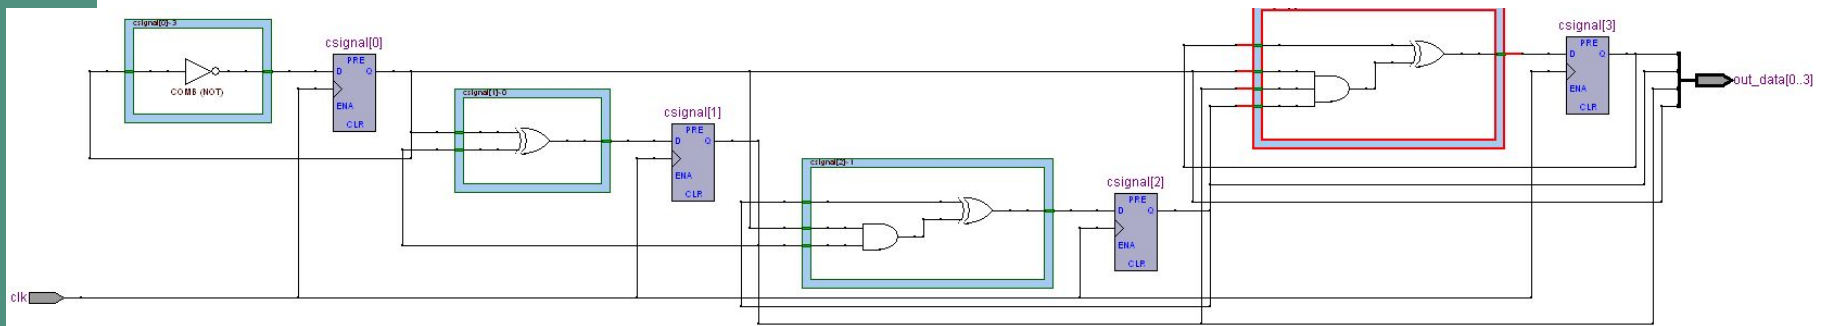 csignal[0]~3
COMB (NOT)
csignal[0]
PRE
D Q
ENA
CLR
csignal[1]~0
csignal[1]
PRE
D Q
ENA
CLR
csignal[2]~1
csignal[2]
PRE
D Q
ENA
CLR
csignal[3]
PRE
D Q
ENA
CLR
out_data[0..3]
clk